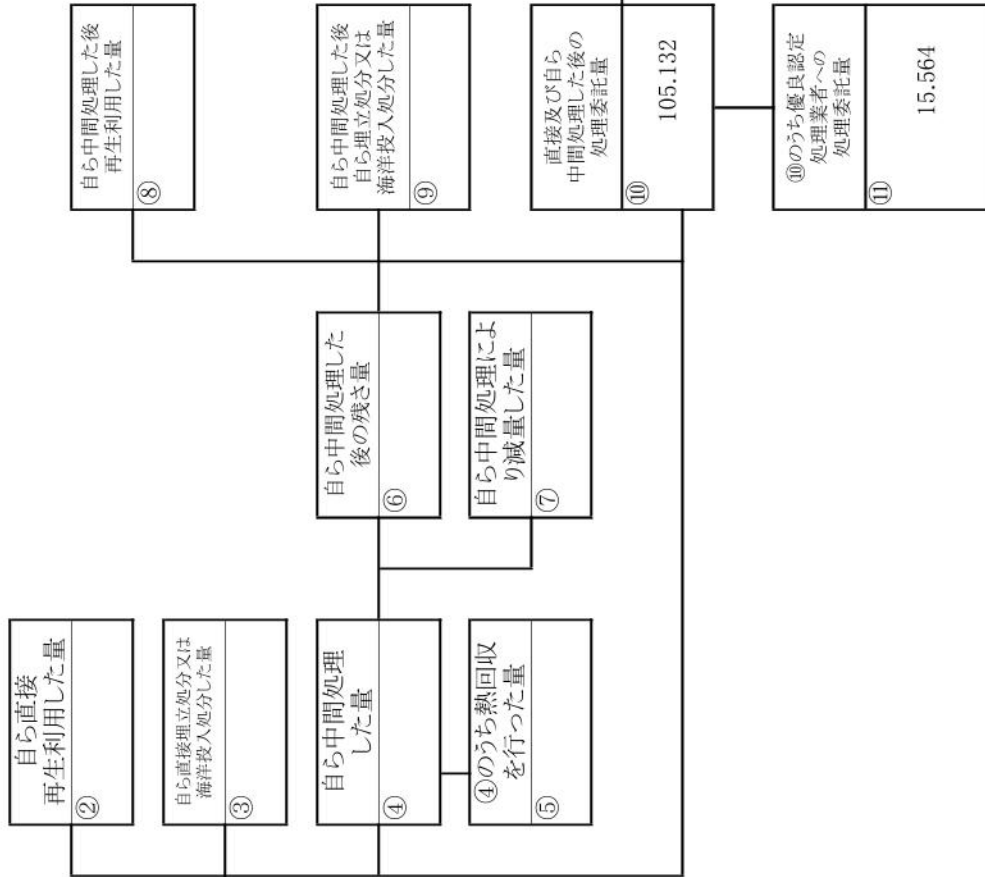 自ら直接
再生利用した量
②
自ら直接埋立処分又は
海洋投入処分した量
③
自ら中間処理
した量
④
④のうち熱回収
を行った量
⑤
自ら中間処理した
後の残さ量
⑥
自ら中間処理によ
り減量した量
⑦
自ら中間処理した後
再生利用した量
⑧
自ら中間処理した後
自ら埋立処分又は
海洋投入処分した量
⑨
直接及び自ら
中間処理した後の
処理委託量
⑩
105.132
⑩のうち優良認定
処理業者への
処理委託量
⑪
15.564